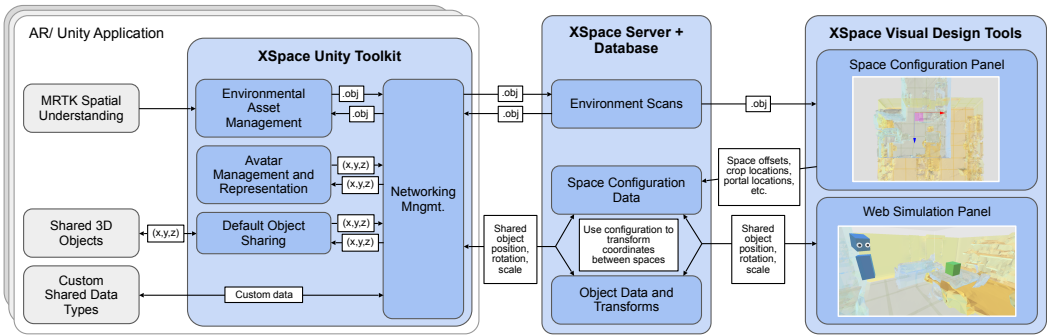 AR/ Unity Application
XSpace Unity Toolkit
XSpace Server +
Database
XSpace Visual Design Tools
MRTK Spatial
Understanding
Environmental
Asset
Management
.obj
.obj
.obj
.obj
Environment Scans
.obj
Space Configuration Panel
Avatar
Management and
Representation
(x,y,z)
(x,y,z)
Networking
Mngmt.
Space Configuration
Data
Space offsets,
crop locations,
portal locations,
etc.
Shared 3D
Objects
(x,y,z)
Default Object
Sharing
(x,y,z)
(x,y,z)
Shared
object
position,
rotation,
scale
Use configuration to
transform
coordinates
between spaces
Shared
object
position,
rotation,
scale
Web Simulation Panel
Custom
Shared Data
Types
Custom data
Object Data and
Transforms